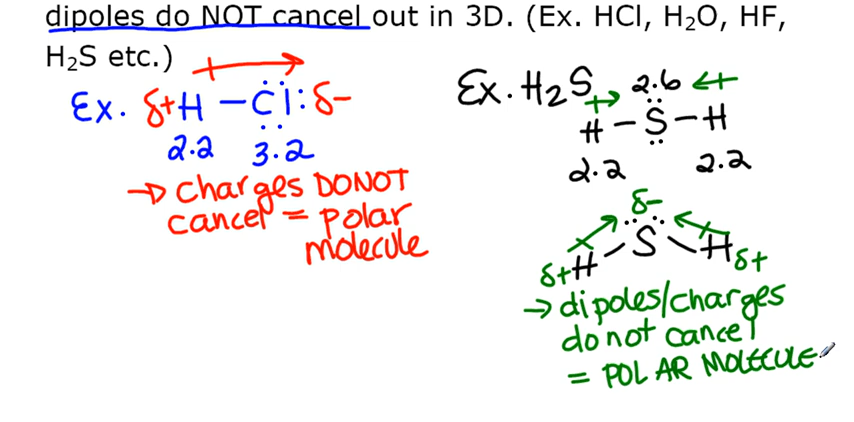 dipoles do NOT cancel out in 3D. (Ex. HCl, H₂O, HF,
H₂S etc.)
Ex. δ+H – Cl: δ–
2.2 3.2
→ charges DO NOT
cancel = polar
molecule
Ex. H₂S 2.6
H – S – H
2.2 2.2
δ–
δ+H S Hδ+
→ dipoles/charges
do not cancel
= POLAR MOLECULE